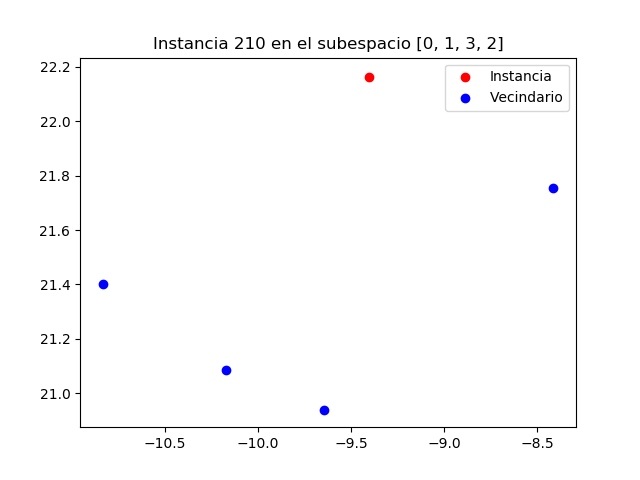 Instancia 210 en el subespacio [0, 1, 3, 2]
Instancia
Vecindario
22.2
22.0
21.8
21.6
21.4
21.2
21.0
−10.5 −10.0 −9.5 −9.0 −8.5